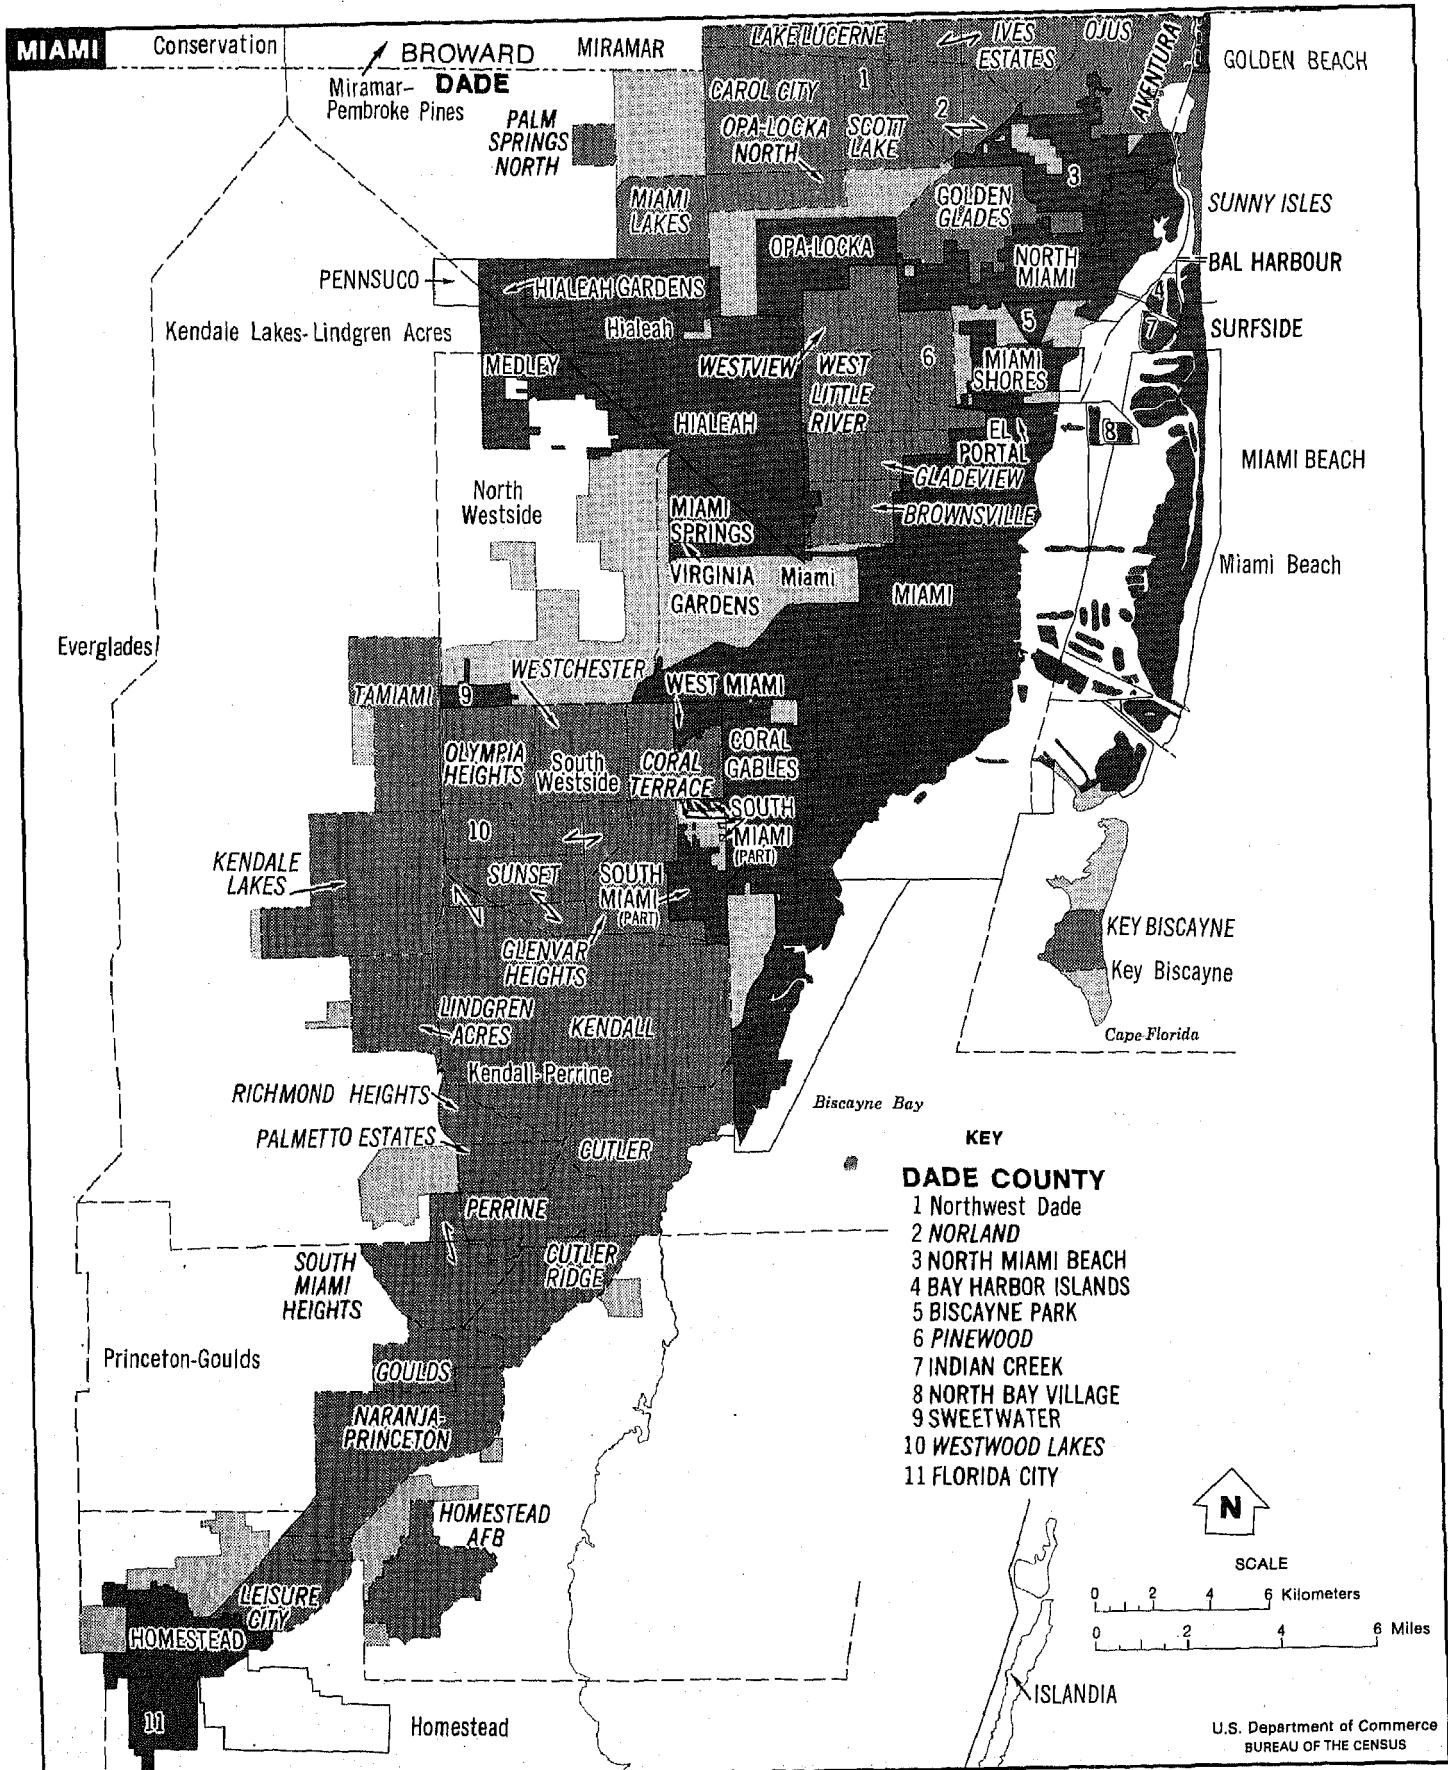 MIAMI
Conservation
BROWARD
MIRAMAR
LAKE LUCERNE
IVES
ESTATES
OJUS
AVENTURA
GOLDEN BEACH
Miramar-
Pembroke Pines
DADE
PALM
SPRINGS
NORTH
CAROL CITY
1
2
OPA-LOCKA
NORTH
SCOTT
LAKE
3
MIAMI
LAKES
GOLDEN
GLADES
SUNNY ISLES
OPA-LOCKA
NORTH
MIAMI
BAL HARBOUR
PENNSUCO
HIALEAH GARDENS
4
Kendale Lakes-Lindgren Acres
Hialeah
5
7
SURFSIDE
MEDLEY
WESTVIEW
WEST
LITTLE
RIVER
6
MIAMI
SHORES
HIALEAH
EL
PORTAL
8
MIAMI BEACH
GLADEVIEW
North
Westside
MIAMI
SPRINGS
BROWNSVILLE
VIRGINIA
GARDENS
Miami
MIAMI
Miami Beach
Everglades
WESTCHESTER
TAMIAMI
9
WEST MIAMI
OLYMPIA
HEIGHTS
South
Westside
CORAL
TERRACE
CORAL
GABLES
10
SOUTH
MIAMI
(PART)
KENDALE
LAKES
SUNSET
SOUTH
MIAMI
(PART)
GLENVAR
HEIGHTS
KEY BISCAYNE
Key Biscayne
LINDGREN
ACRES
KENDALL
Cape Florida
Kendall-Perrine
RICHMOND HEIGHTS
Biscayne Bay
PALMETTO ESTATES
CUTLER
PERRINE
SOUTH
MIAMI
HEIGHTS
CUTLER
RIDGE
Princeton-Goulds
GOULDS
NARANJA-
PRINCETON
HOMESTEAD
AFB
LEISURE
CITY
HOMESTEAD
11
Homestead
KEY
DADE COUNTY
1 Northwest Dade
2 NORLAND
3 NORTH MIAMI BEACH
4 BAY HARBOR ISLANDS
5 BISCAYNE PARK
6 PINEWOOD
7 INDIAN CREEK
8 NORTH BAY VILLAGE
9 SWEETWATER
10 WESTWOOD LAKES
11 FLORIDA CITY
N
SCALE
0 2 4 6 Kilometers
0 2 4 6 Miles
ISLANDIA
U.S. Department of Commerce
BUREAU OF THE CENSUS